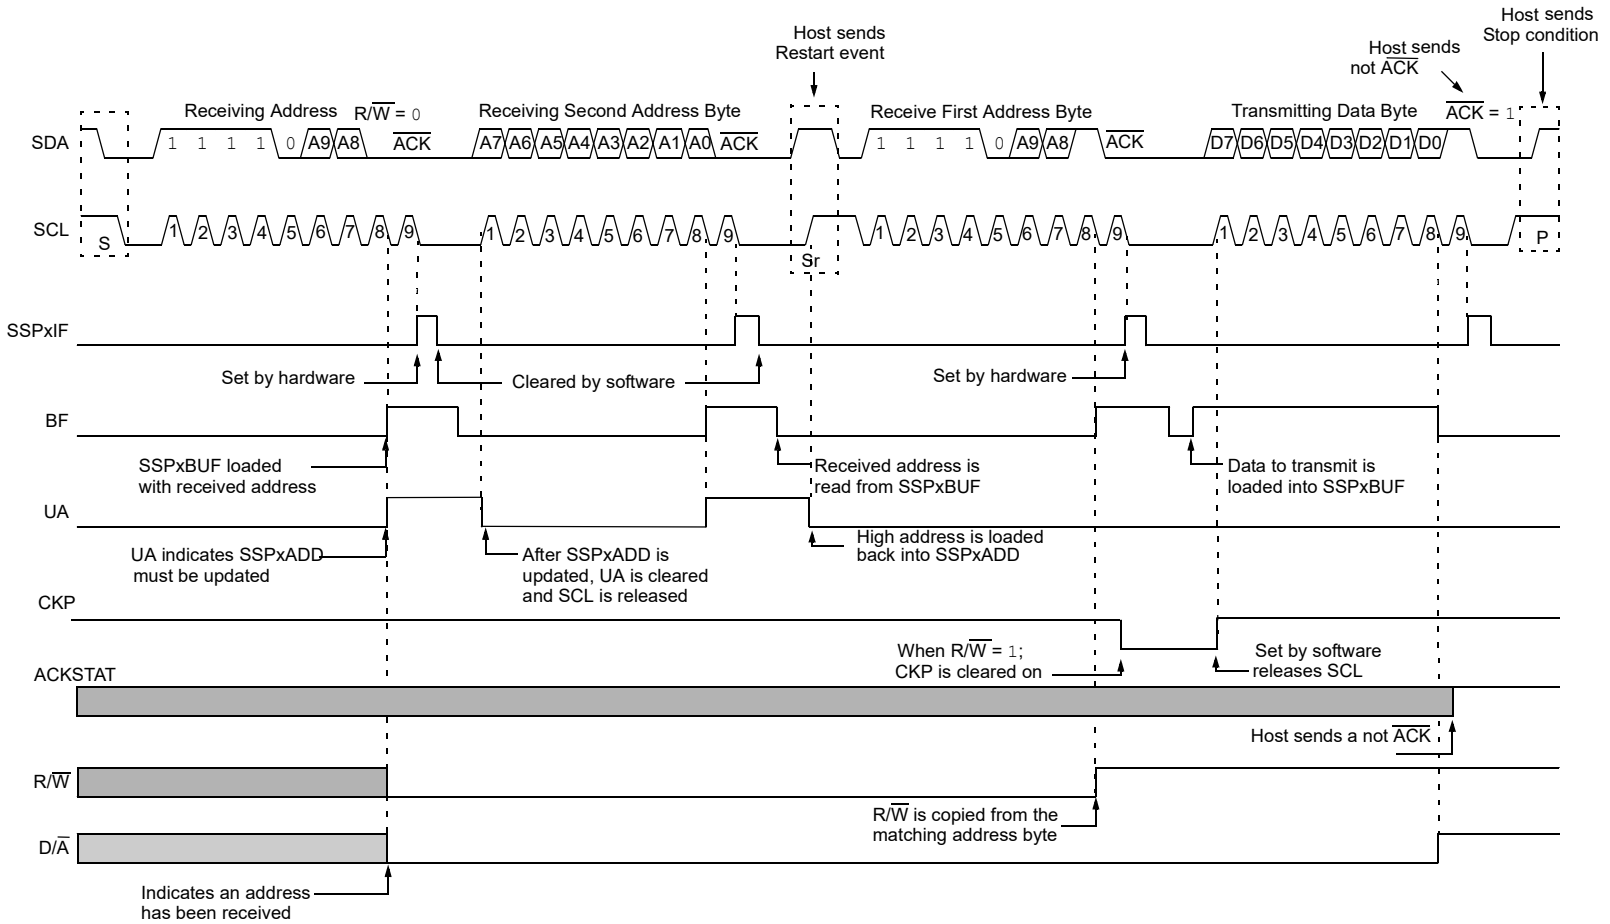 Host sends
Stop condition
Host sends
Restart event
Host sends
not ACK
Receiving Address R/W = 0
Receiving Second Address Byte
Receive First Address Byte
Transmitting Data Byte
ACK = 1
SDA
1 1 1 1 0 A9 A8 ACK
A7 A6 A5 A4 A3 A2 A1 A0 ACK
1 1 1 1 0 A9 A8 ACK
D7 D6 D5 D4 D3 D2 D1 D0
SCL
S
1 2 3 4 5 6 7 8 9
1 2 3 4 5 6 7 8 9
Sr
1 2 3 4 5 6 7 8 9
1 2 3 4 5 6 7 8 9
P
SSPxIF
Set by hardware
Cleared by software
Set by hardware
BF
SSPxBUF loaded
with received address
Received address is
read from SSPxBUF
Data to transmit is
loaded into SSPxBUF
UA
UA indicates SSPxADD
must be updated
After SSPxADD is
updated, UA is cleared
and SCL is released
High address is loaded
back into SSPxADD
CKP
When R/W = 1;
CKP is cleared on
Set by software
releases SCL
ACKSTAT
Host sends a not ACK
R/W
R/W is copied from the
matching address byte
D/A
Indicates an address
has been received